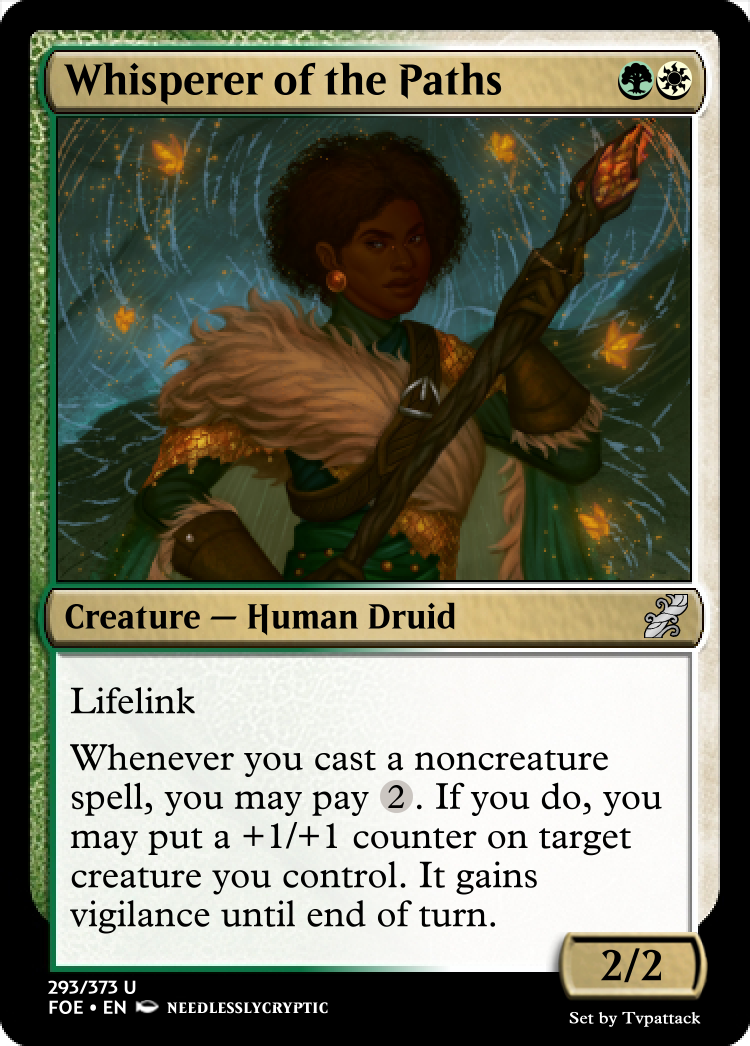 Whisperer of the Paths
Creature — Human Druid
Lifelink
Whenever you cast a noncreature
spell, you may pay 2. If you do, you
may put a +1/+1 counter on target
creature you control. It gains
vigilance until end of turn.
2/2
293/373 U
FOE • EN NEEDLESSLYCRYPTIC
Set by Tvpattack